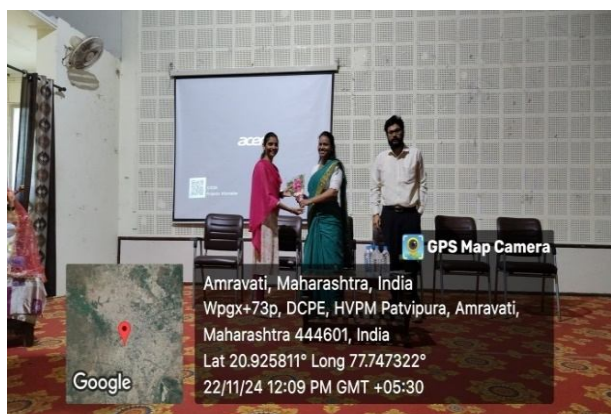 acer
GPS Map Camera
Amravati, Maharashtra, India
Wpgx+73p, DCPE, HVPM Patvipura, Amravati,
Maharashtra 444601, India
Lat 20.925811° Long 77.747322°
22/11/24 12:09 PM GMT +05:30
Google